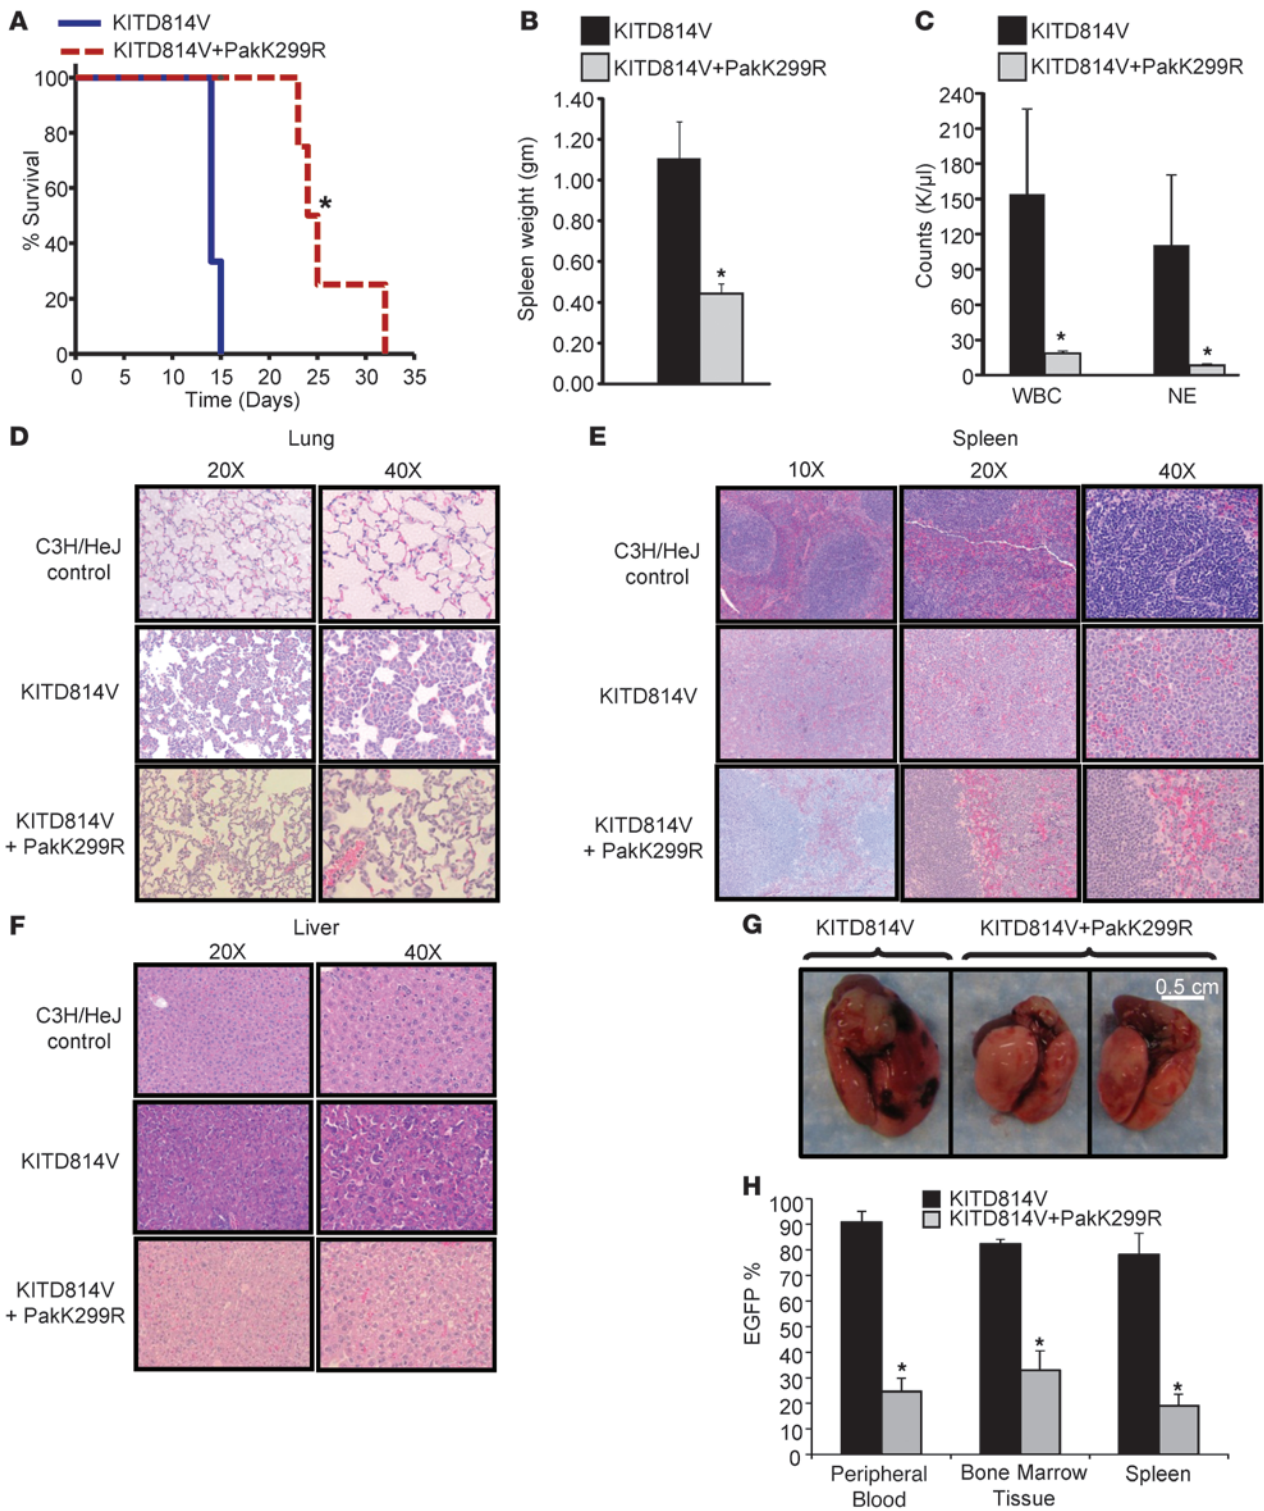 A
KITD814V
KITD814V+PakK299R
% Survival
100
80
60
40
20
0
*
0 5 10 15 20 25 30 35
Time (Days)
B
KITD814V
KITD814V+PakK299R
Spleen weight (gm)
1.40
1.20
1.00
0.80
0.60
0.40
0.20
0.00
*
C
KITD814V
KITD814V+PakK299R
Counts (K/µl)
240
210
180
150
120
90
60
30
0
*
*
WBC NE
D
Lung
20X 40X
C3H/HeJ
control
KITD814V
KITD814V
+ PakK299R
E
Spleen
10X 20X 40X
C3H/HeJ
control
KITD814V
KITD814V
+ PakK299R
F
Liver
20X 40X
C3H/HeJ
control
KITD814V
KITD814V
+ PakK299R
G
KITD814V KITD814V+PakK299R
0.5 cm
H
KITD814V
KITD814V+PakK299R
EGFP %
100
90
80
70
60
50
40
30
20
10
0
*
*
*
Peripheral
Blood
Bone Marrow
Tissue
Spleen